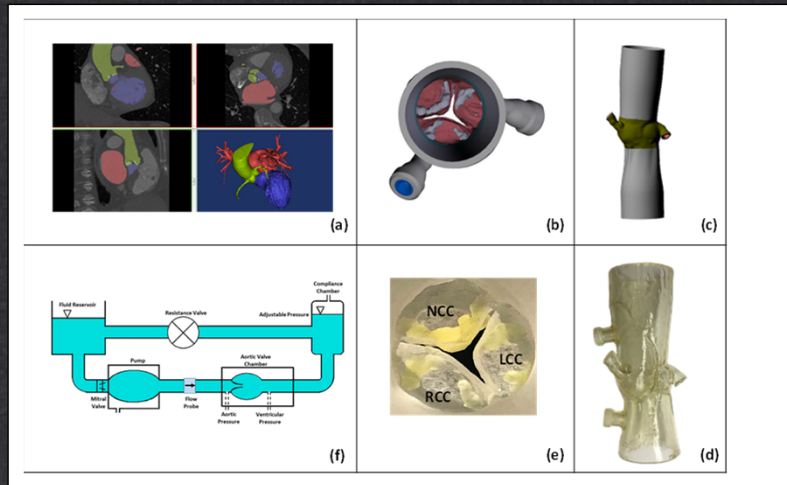 (a)
(b)
(c)
Fluid Reservoir
Resistance Valve
Compliance
Chamber
Adjustable Pressure
Pump
Aortic Valve
Chamber
Mitral
Valve
Flow
Probe
Aortic
Pressure
Ventricular
Pressure
(f)
NCC
LCC
RCC
(e)
(d)